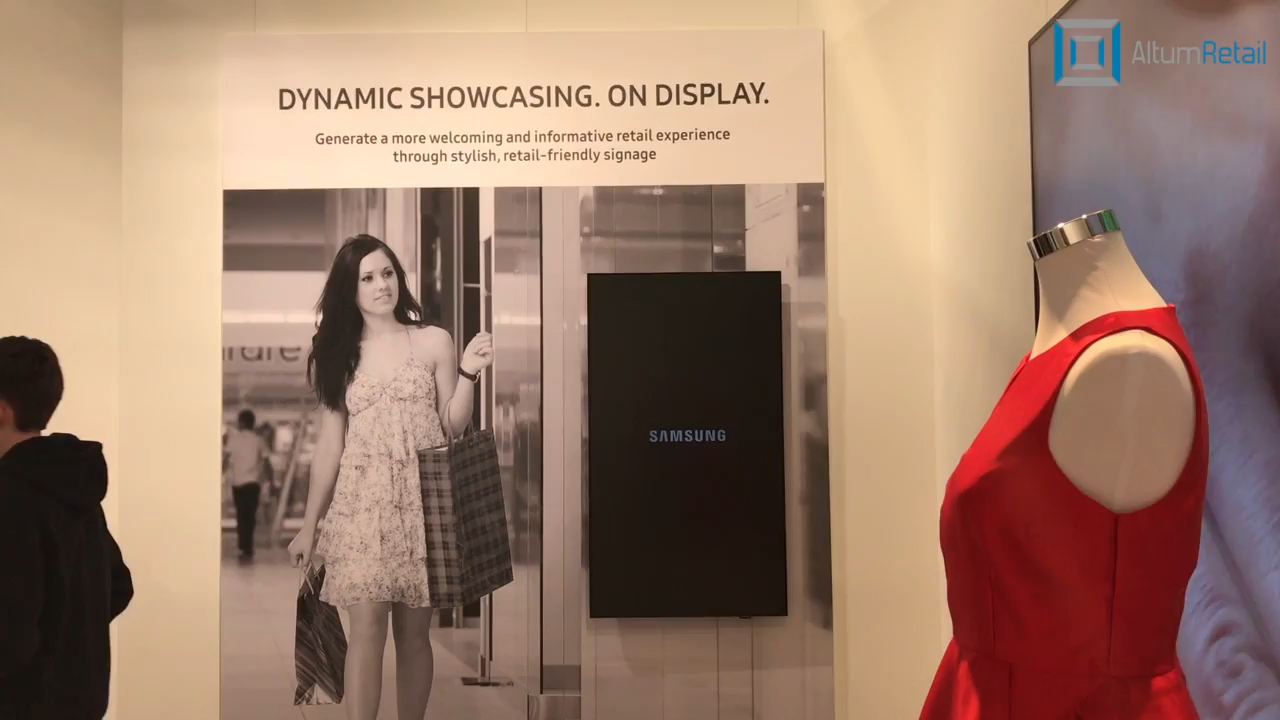 AltumRetail
DYNAMIC SHOWCASING. ON DISPLAY.
Generate a more welcoming and informative retail experience
through stylish, retail-friendly signage
SAMSUNG